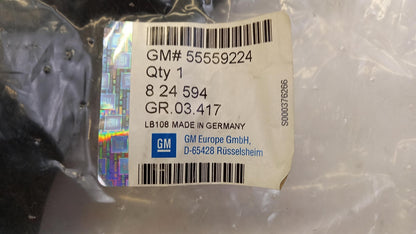 GM# 55559224
Qty 1
8 24 594
GR.03.417
LB108 MADE IN GERMANY
GM
GM Europe GmbH,
D-65428 Rüsselsheim
S000376266